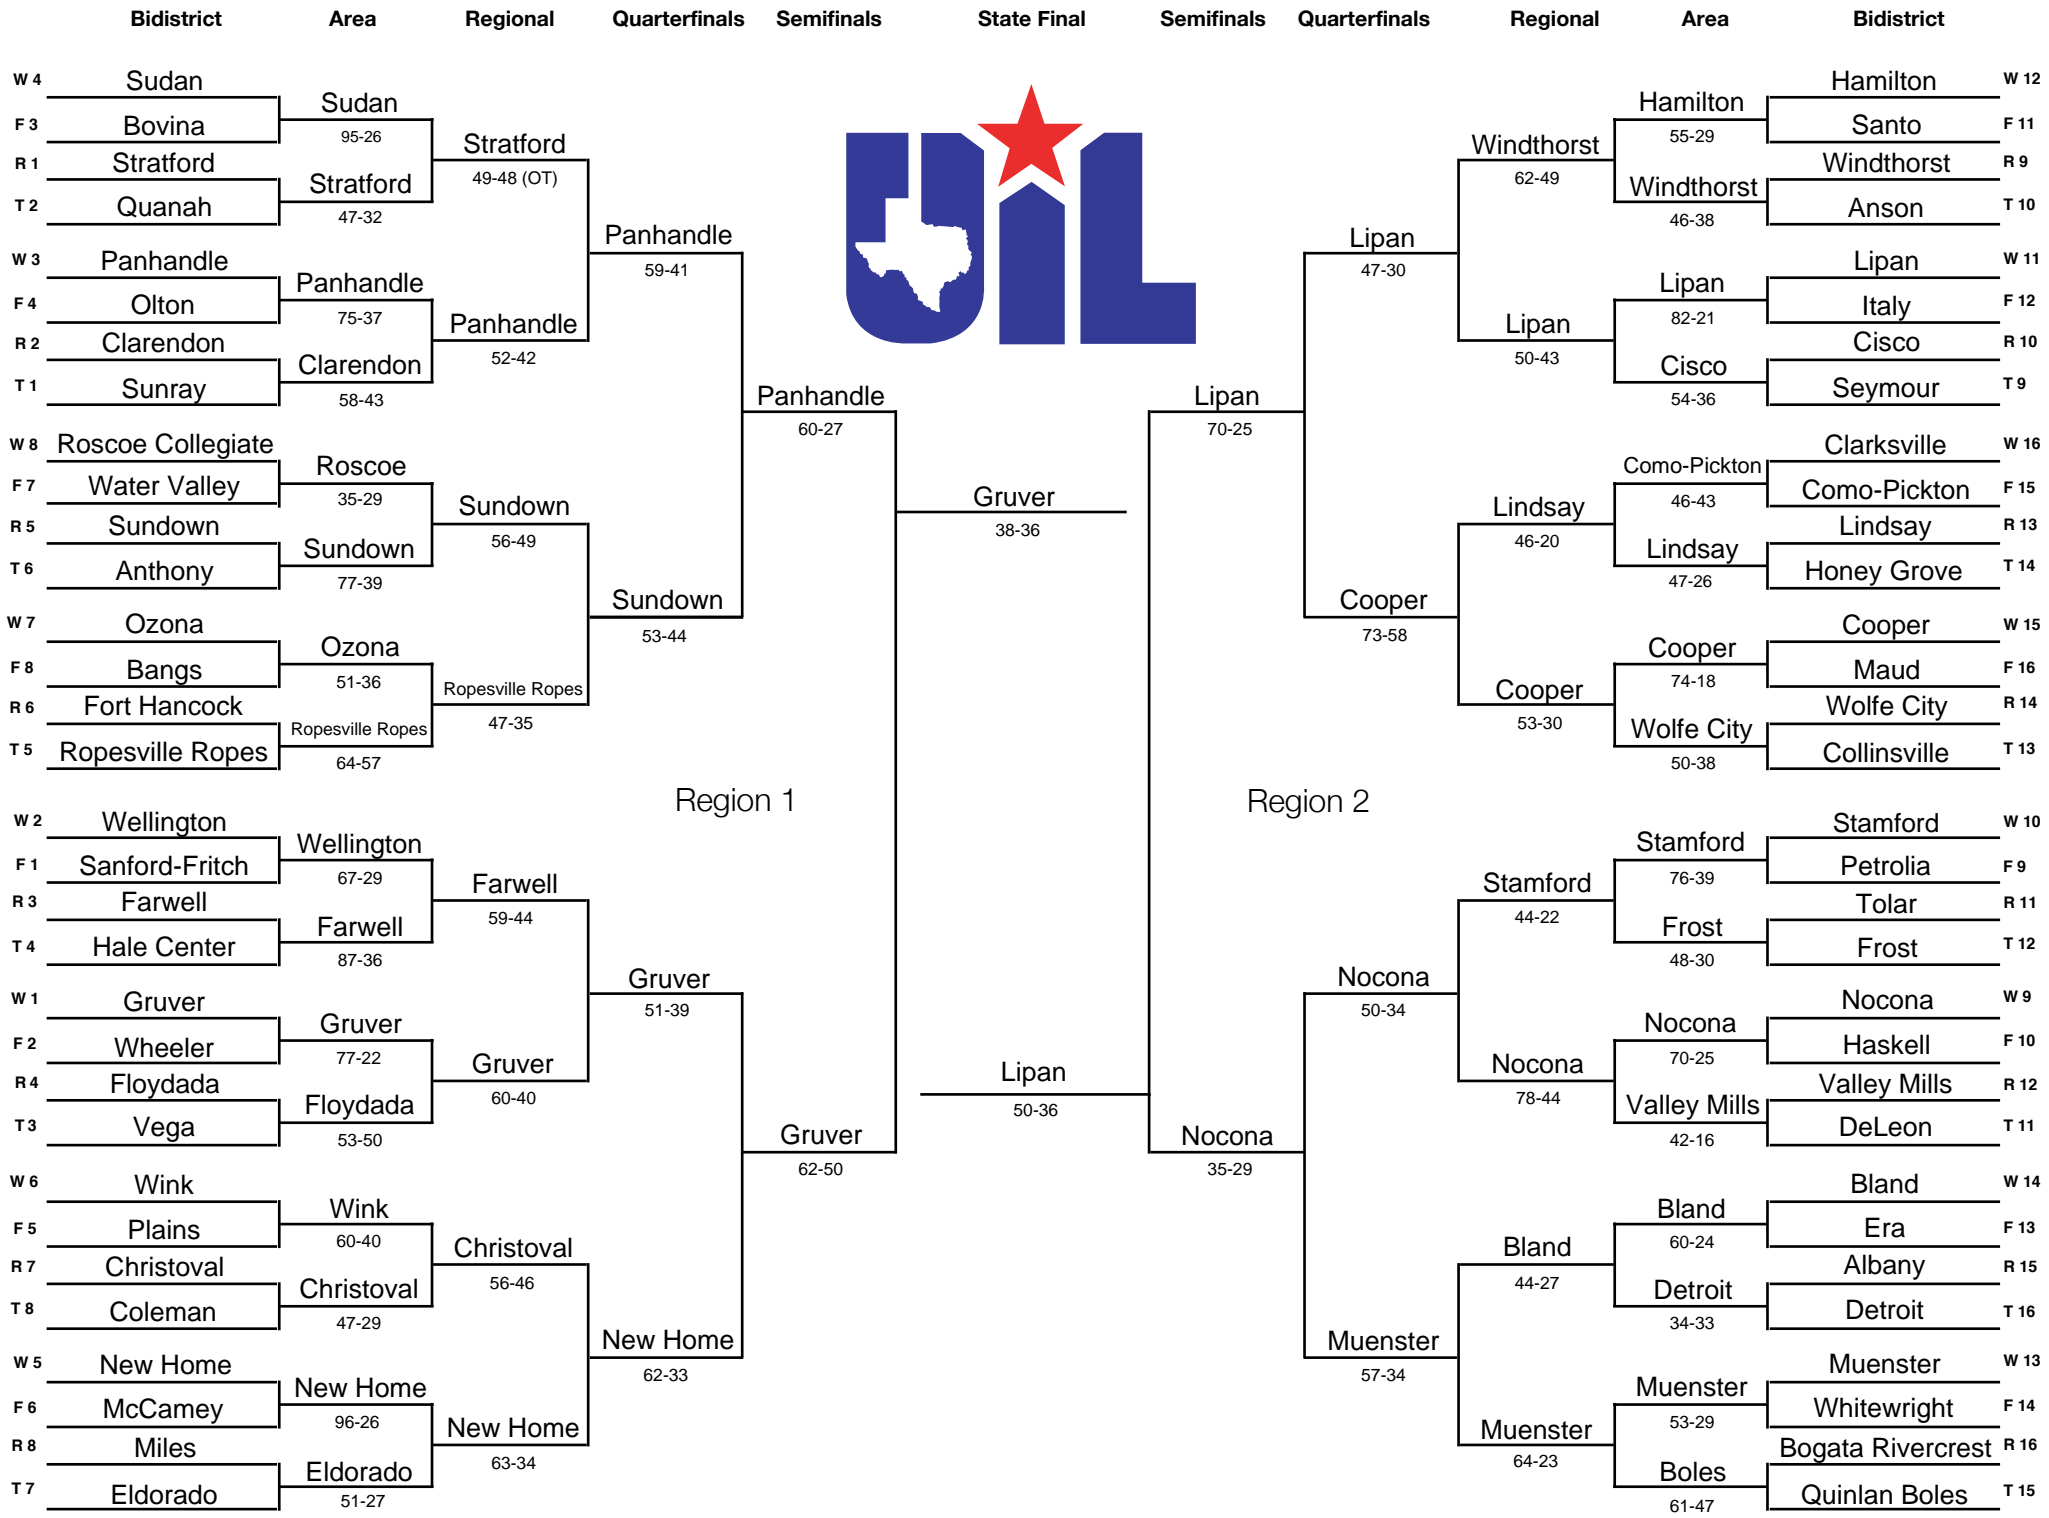 Bidistrict Area Regional Quarterfinals Semifinals State Final Semifinals Quarterfinals Regional Area Bidistrict
W 4 Sudan
F 3 Bovina
Sudan
95-26
R 1 Stratford
T 2 Quanah
Stratford
47-32
Stratford
49-48 (OT)
W 3 Panhandle
F 4 Olton
Panhandle
75-37
R 2 Clarendon
T 1 Sunray
Clarendon
58-43
Panhandle
52-42
Panhandle
59-41
W 8 Roscoe Collegiate
F 7 Water Valley
Roscoe
35-29
R 5 Sundown
T 6 Anthony
Sundown
77-39
Sundown
56-49
W 7 Ozona
F 8 Bangs
Ozona
51-36
R 6 Fort Hancock
T 5 Ropesville Ropes
Ropesville Ropes
64-57
Ropesville Ropes
47-35
Sundown
53-44
Panhandle
60-27
Region 1
W 2 Wellington
F 1 Sanford-Fritch
Wellington
67-29
R 3 Farwell
T 4 Hale Center
Farwell
87-36
Farwell
59-44
W 1 Gruver
F 2 Wheeler
Gruver
77-22
R 4 Floydada
T 3 Vega
Floydada
53-50
Gruver
60-40
Gruver
51-39
W 6 Wink
F 5 Plains
Wink
60-40
R 7 Christoval
T 8 Coleman
Christoval
47-29
Christoval
56-46
W 5 New Home
F 6 McCamey
New Home
96-26
R 8 Miles
T 7 Eldorado
Eldorado
51-27
New Home
63-34
New Home
62-33
Gruver
62-50
UIL
Gruver
38-36
Lipan
50-36
Hamilton W 12
Santo F 11
Hamilton
55-29
Windthorst R 9
Anson T 10
Windthorst
46-38
Windthorst
62-49
Lipan W 11
Italy F 12
Lipan
82-21
Cisco R 10
Seymour T 9
Cisco
54-36
Lipan
50-43
Lipan
47-30
Clarksville W 16
Como-Pickton F 15
Como-Pickton
46-43
Lindsay R 13
Honey Grove T 14
Lindsay
47-26
Lindsay
46-20
Cooper W 15
Maud F 16
Cooper
74-18
Wolfe City R 14
Collinsville T 13
Wolfe City
50-38
Cooper
53-30
Cooper
73-58
Lipan
70-25
Region 2
Stamford W 10
Petrolia F 9
Stamford
76-39
Tolar R 11
Frost T 12
Frost
48-30
Stamford
44-22
Nocona W 9
Haskell F 10
Nocona
70-25
Valley Mills R 12
DeLeon T 11
Valley Mills
42-16
Nocona
78-44
Nocona
50-34
Bland W 14
Era F 13
Bland
60-24
Albany R 15
Detroit T 16
Detroit
34-33
Bland
44-27
Muenster W 13
Whitewright F 14
Muenster
53-29
Bogata Rivercrest R 16
Quinlan Boles T 15
Boles
61-47
Muenster
64-23
Muenster
57-34
Nocona
35-29